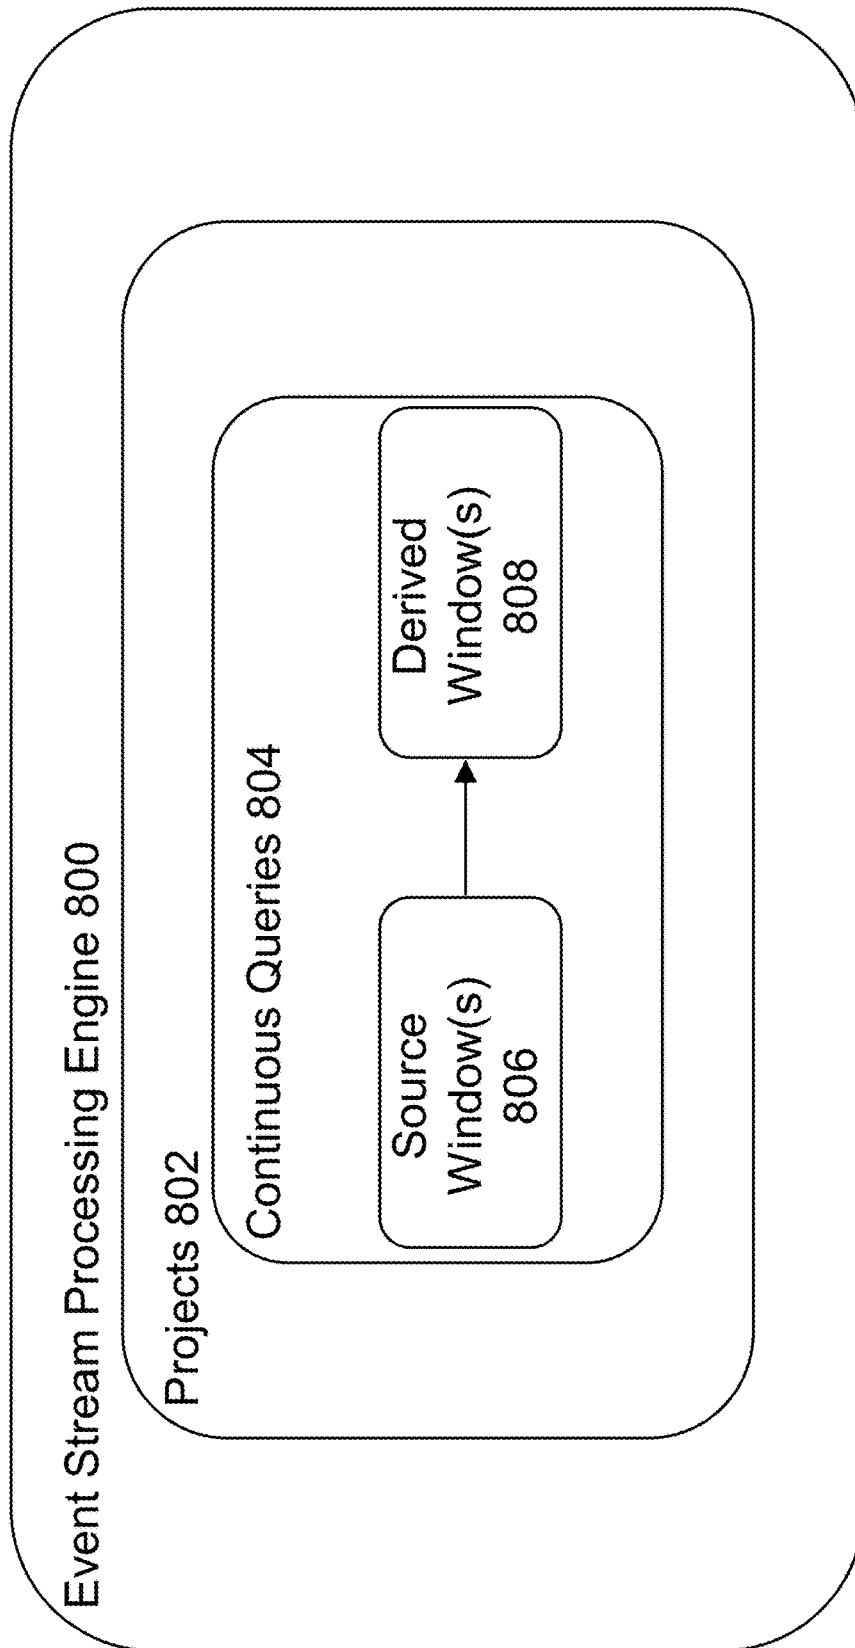 Event Stream Processing Engine 800
Projects 802
Continuous Queries 804
Source
Window(s)
806
Derived
Window(s)
808